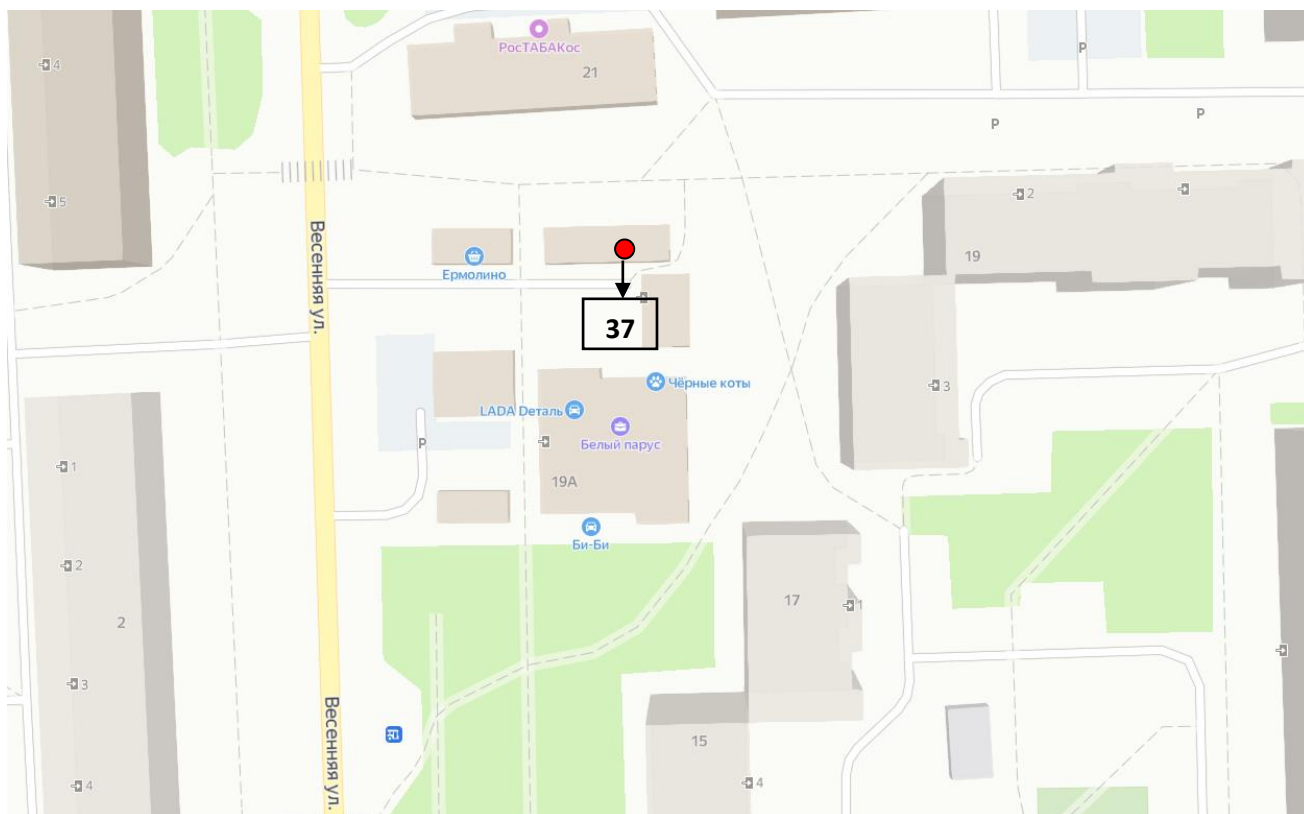 4
РосТАБАКос
21
P
P
P
5
2
Весенняя ул.
Ермолино
19
37
Чёрные коты
3
LADA Dеталь
P
Белый парус
1
19А
Би-Би
2
17
1
2
3
Весенняя ул.
15
4
4